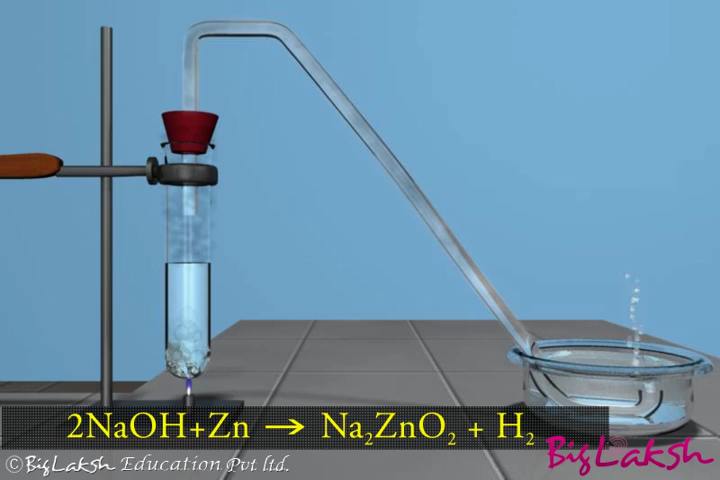 2NaOH+Zn → Na₂ZnO₂ + H₂
© BigLaksh Education Pvt ltd.
BigLaksh